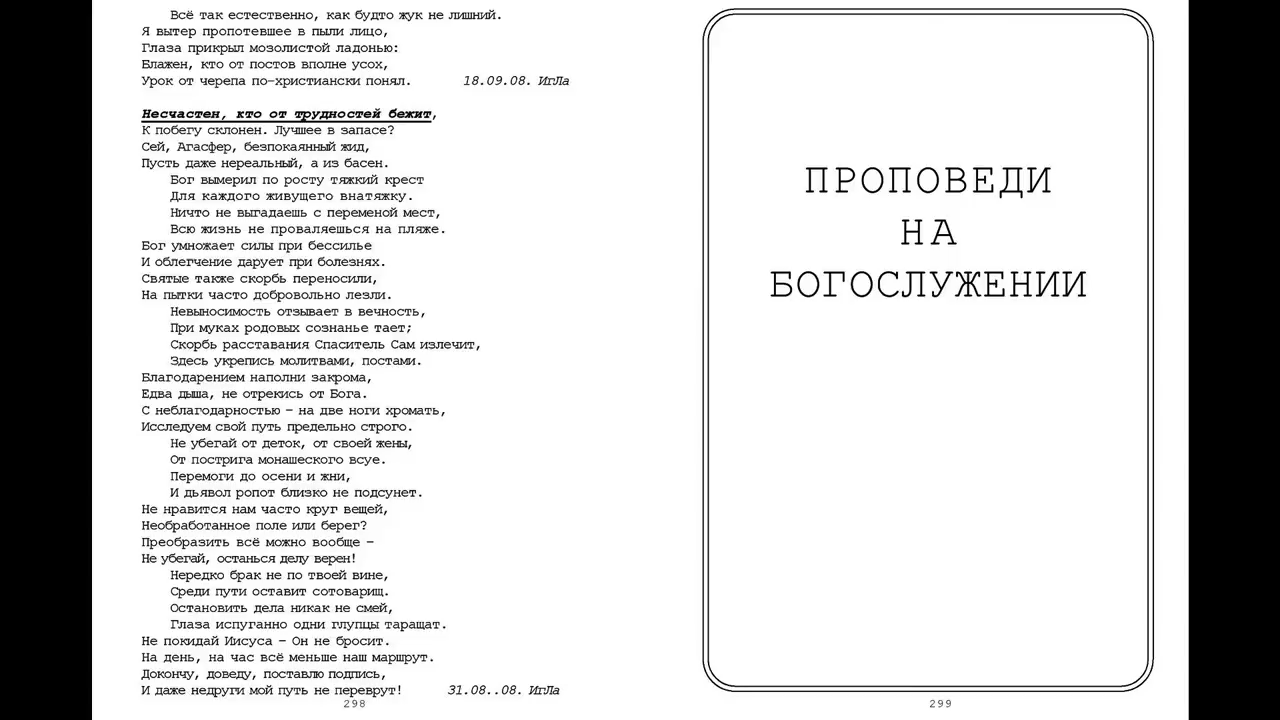 Всё так естественно, как будто жук не лишний.
Я вытер пропотевшее в пыли лицо,
Глаза прикрыл мозолистой ладонью:
Блажен, кто от постов вполне усох,
Урок от черепа по-христиански понял. 18.09.08. ИгЛа
Несчастен, кто от трудностей бежит,
К побегу склонен. Лучшее в запасе?
Сей, Агасфер, безпокаянный жид,
Пусть даже нереальный, а из басен.
Бог вымерил по росту тяжкий крест
Для каждого живущего внатяжку.
Ничто не выгадаешь с переменой мест,
Всю жизнь не проваляешься на пляже.
Бог умножает силы при бессилье
И облегчение дарует при болезнях.
Святые также скорбь переносили,
На пытки часто добровольно лезли.
Невыносимость отзывает в вечность,
При муках родовых сознанье тает;
Скорбь расставания Спаситель Сам излечит,
Здесь укрепись молитвами, постами.
Благодарением наполни закрома,
Едва дыша, не отрекись от Бога.
С неблагодарностью – на две ноги хромать,
Исследуем свой путь предельно строго.
Не убегай от деток, от своей жены,
От пострига монашеского всуе.
Перемоги до осени и жни,
И дьявол ропот близко не подсунет.
Не нравится нам часто круг вещей,
Необработанное поле или берег?
Преобразить всё можно вообще –
Не убегай, останься делу верен!
Нередко брак не по твоей вине,
Среди пути оставит сотоварищ.
Остановить дела никак не смей,
Глаза испуганно одни глупцы таращат.
Не покидай Иисуса – Он не бросит.
На день, на час всё меньше наш маршрут.
Докончу, доведу, поставлю подпись,
И даже недруги мой путь не переврут! 31.08..08. ИгЛа
298
ПРОПОВЕДИ
НА
БОГОСЛУЖЕНИИ
299